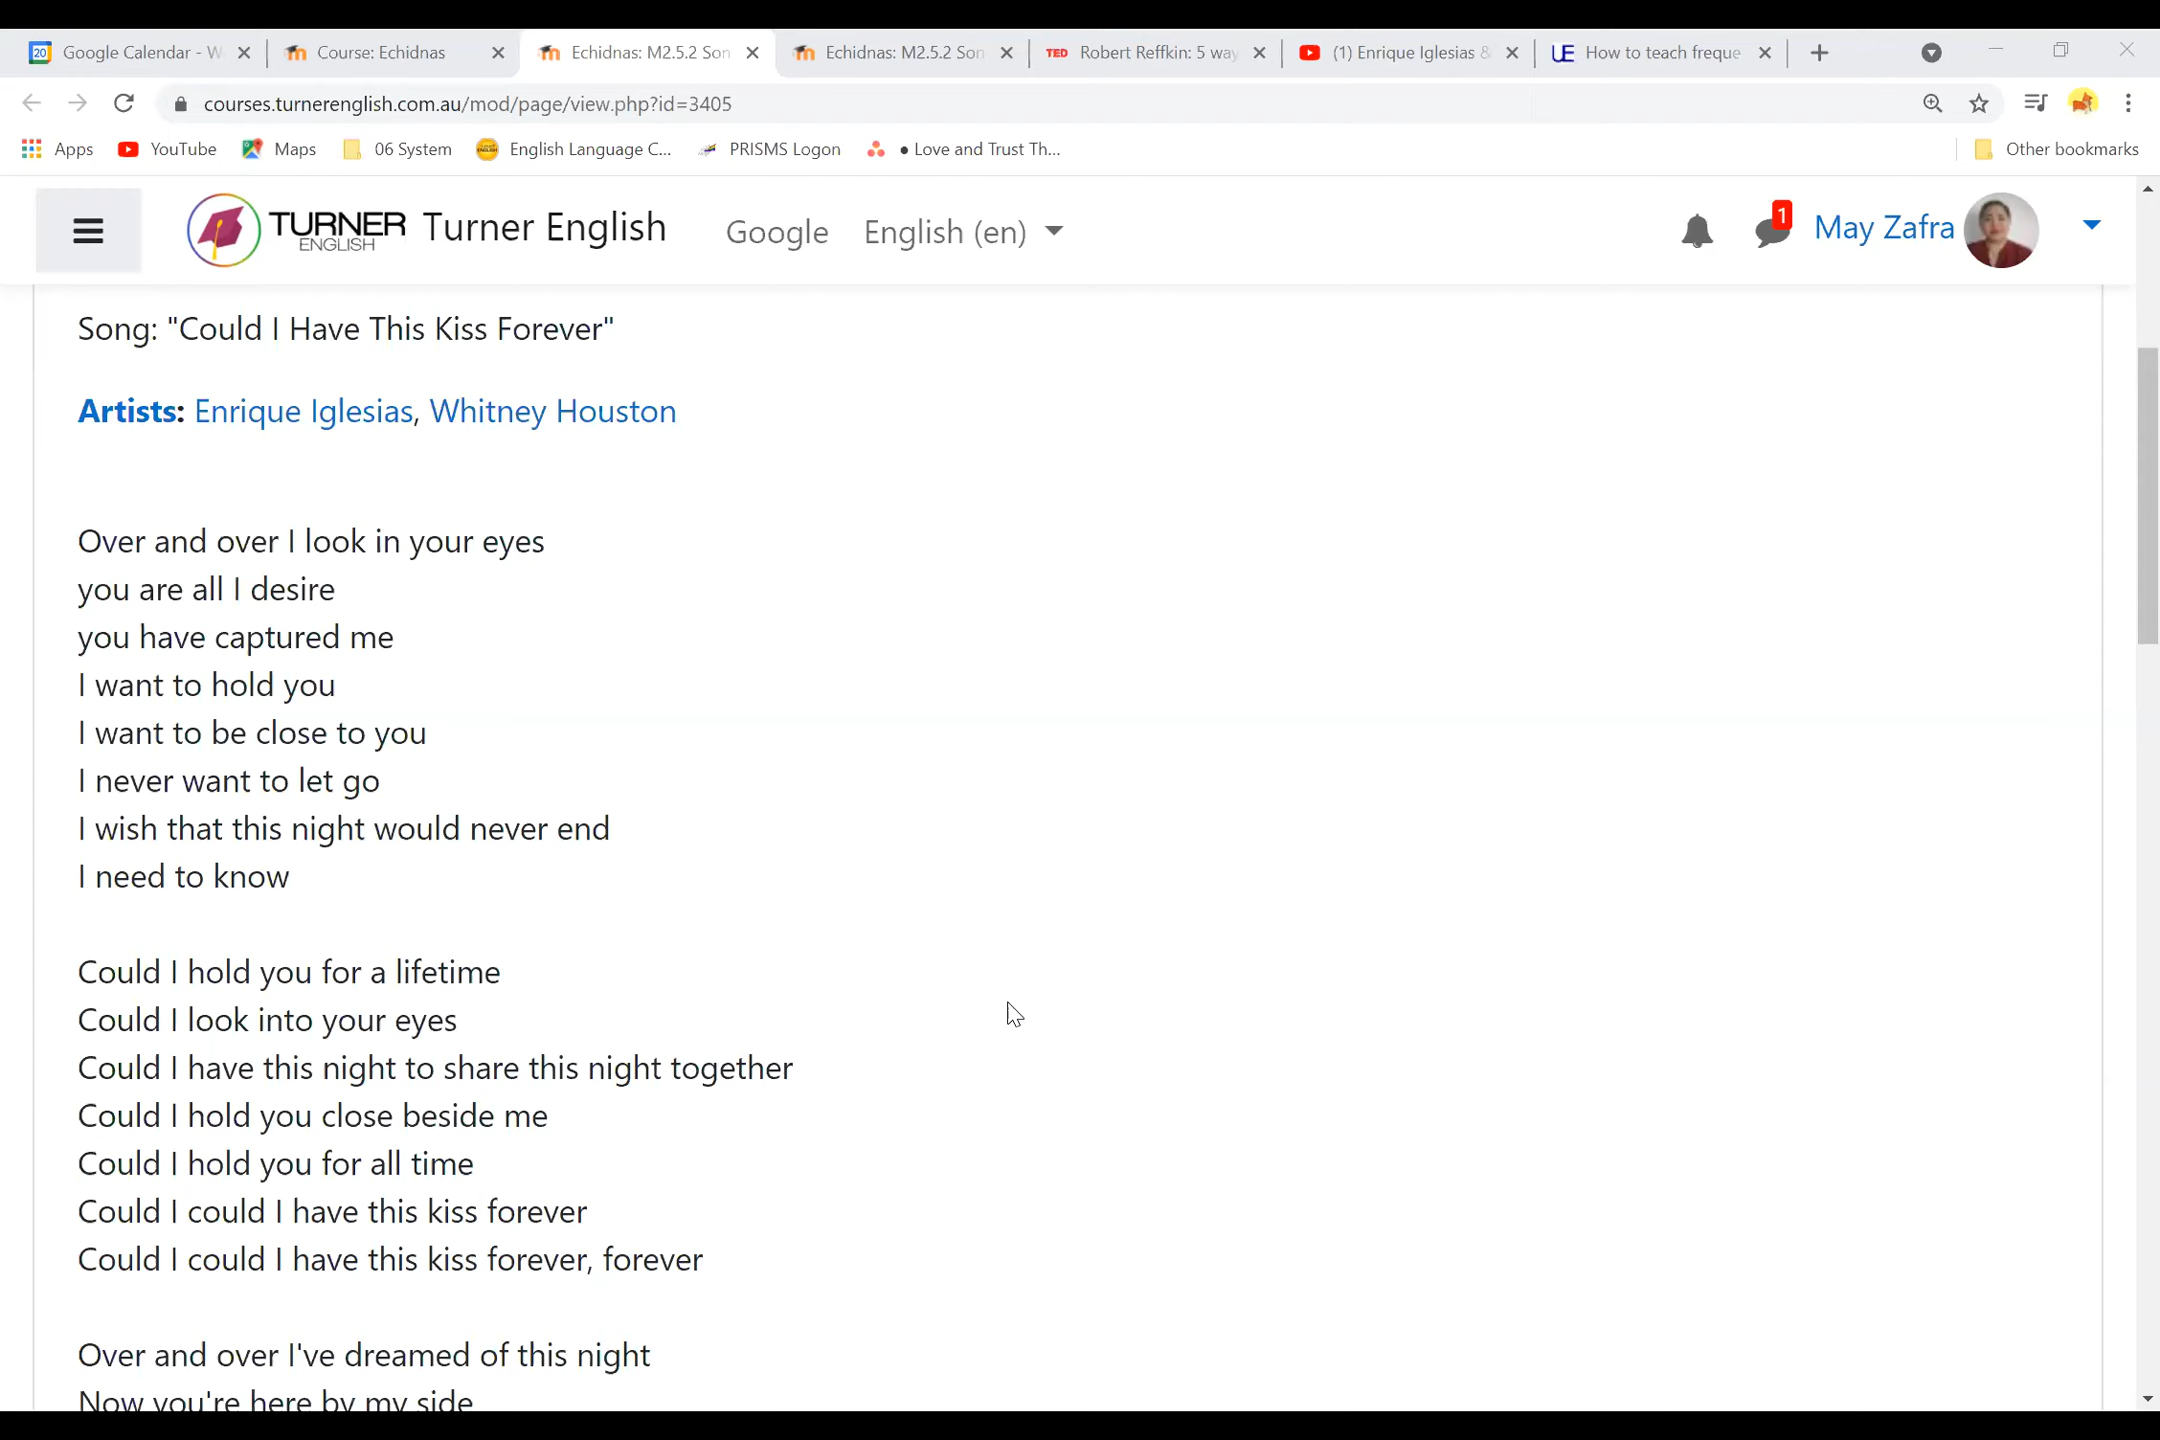 20 Google Calendar - W
Course: Echidnas
Echidnas: M2.5.2 Son
Echidnas: M2.5.2 Son
TED Robert Reffkin: 5 way
(1) Enrique Iglesias &
UE How to teach freque
courses.turnerenglish.com.au/mod/page/view.php?id=3405
Apps
YouTube
Maps
06 System
English Language C...
PRISMS Logon
● Love and Trust Th...
Other bookmarks
TURNER
ENGLISH
Turner English
Google
English (en)
1
May Zafra
Song: "Could I Have This Kiss Forever"
Artists: Enrique Iglesias, Whitney Houston
Over and over I look in your eyes
you are all I desire
you have captured me
I want to hold you
I want to be close to you
I never want to let go
I wish that this night would never end
I need to know
Could I hold you for a lifetime
Could I look into your eyes
Could I have this night to share this night together
Could I hold you close beside me
Could I hold you for all time
Could I could I have this kiss forever
Could I could I have this kiss forever, forever
Over and over I've dreamed of this night
Now you're here by my side